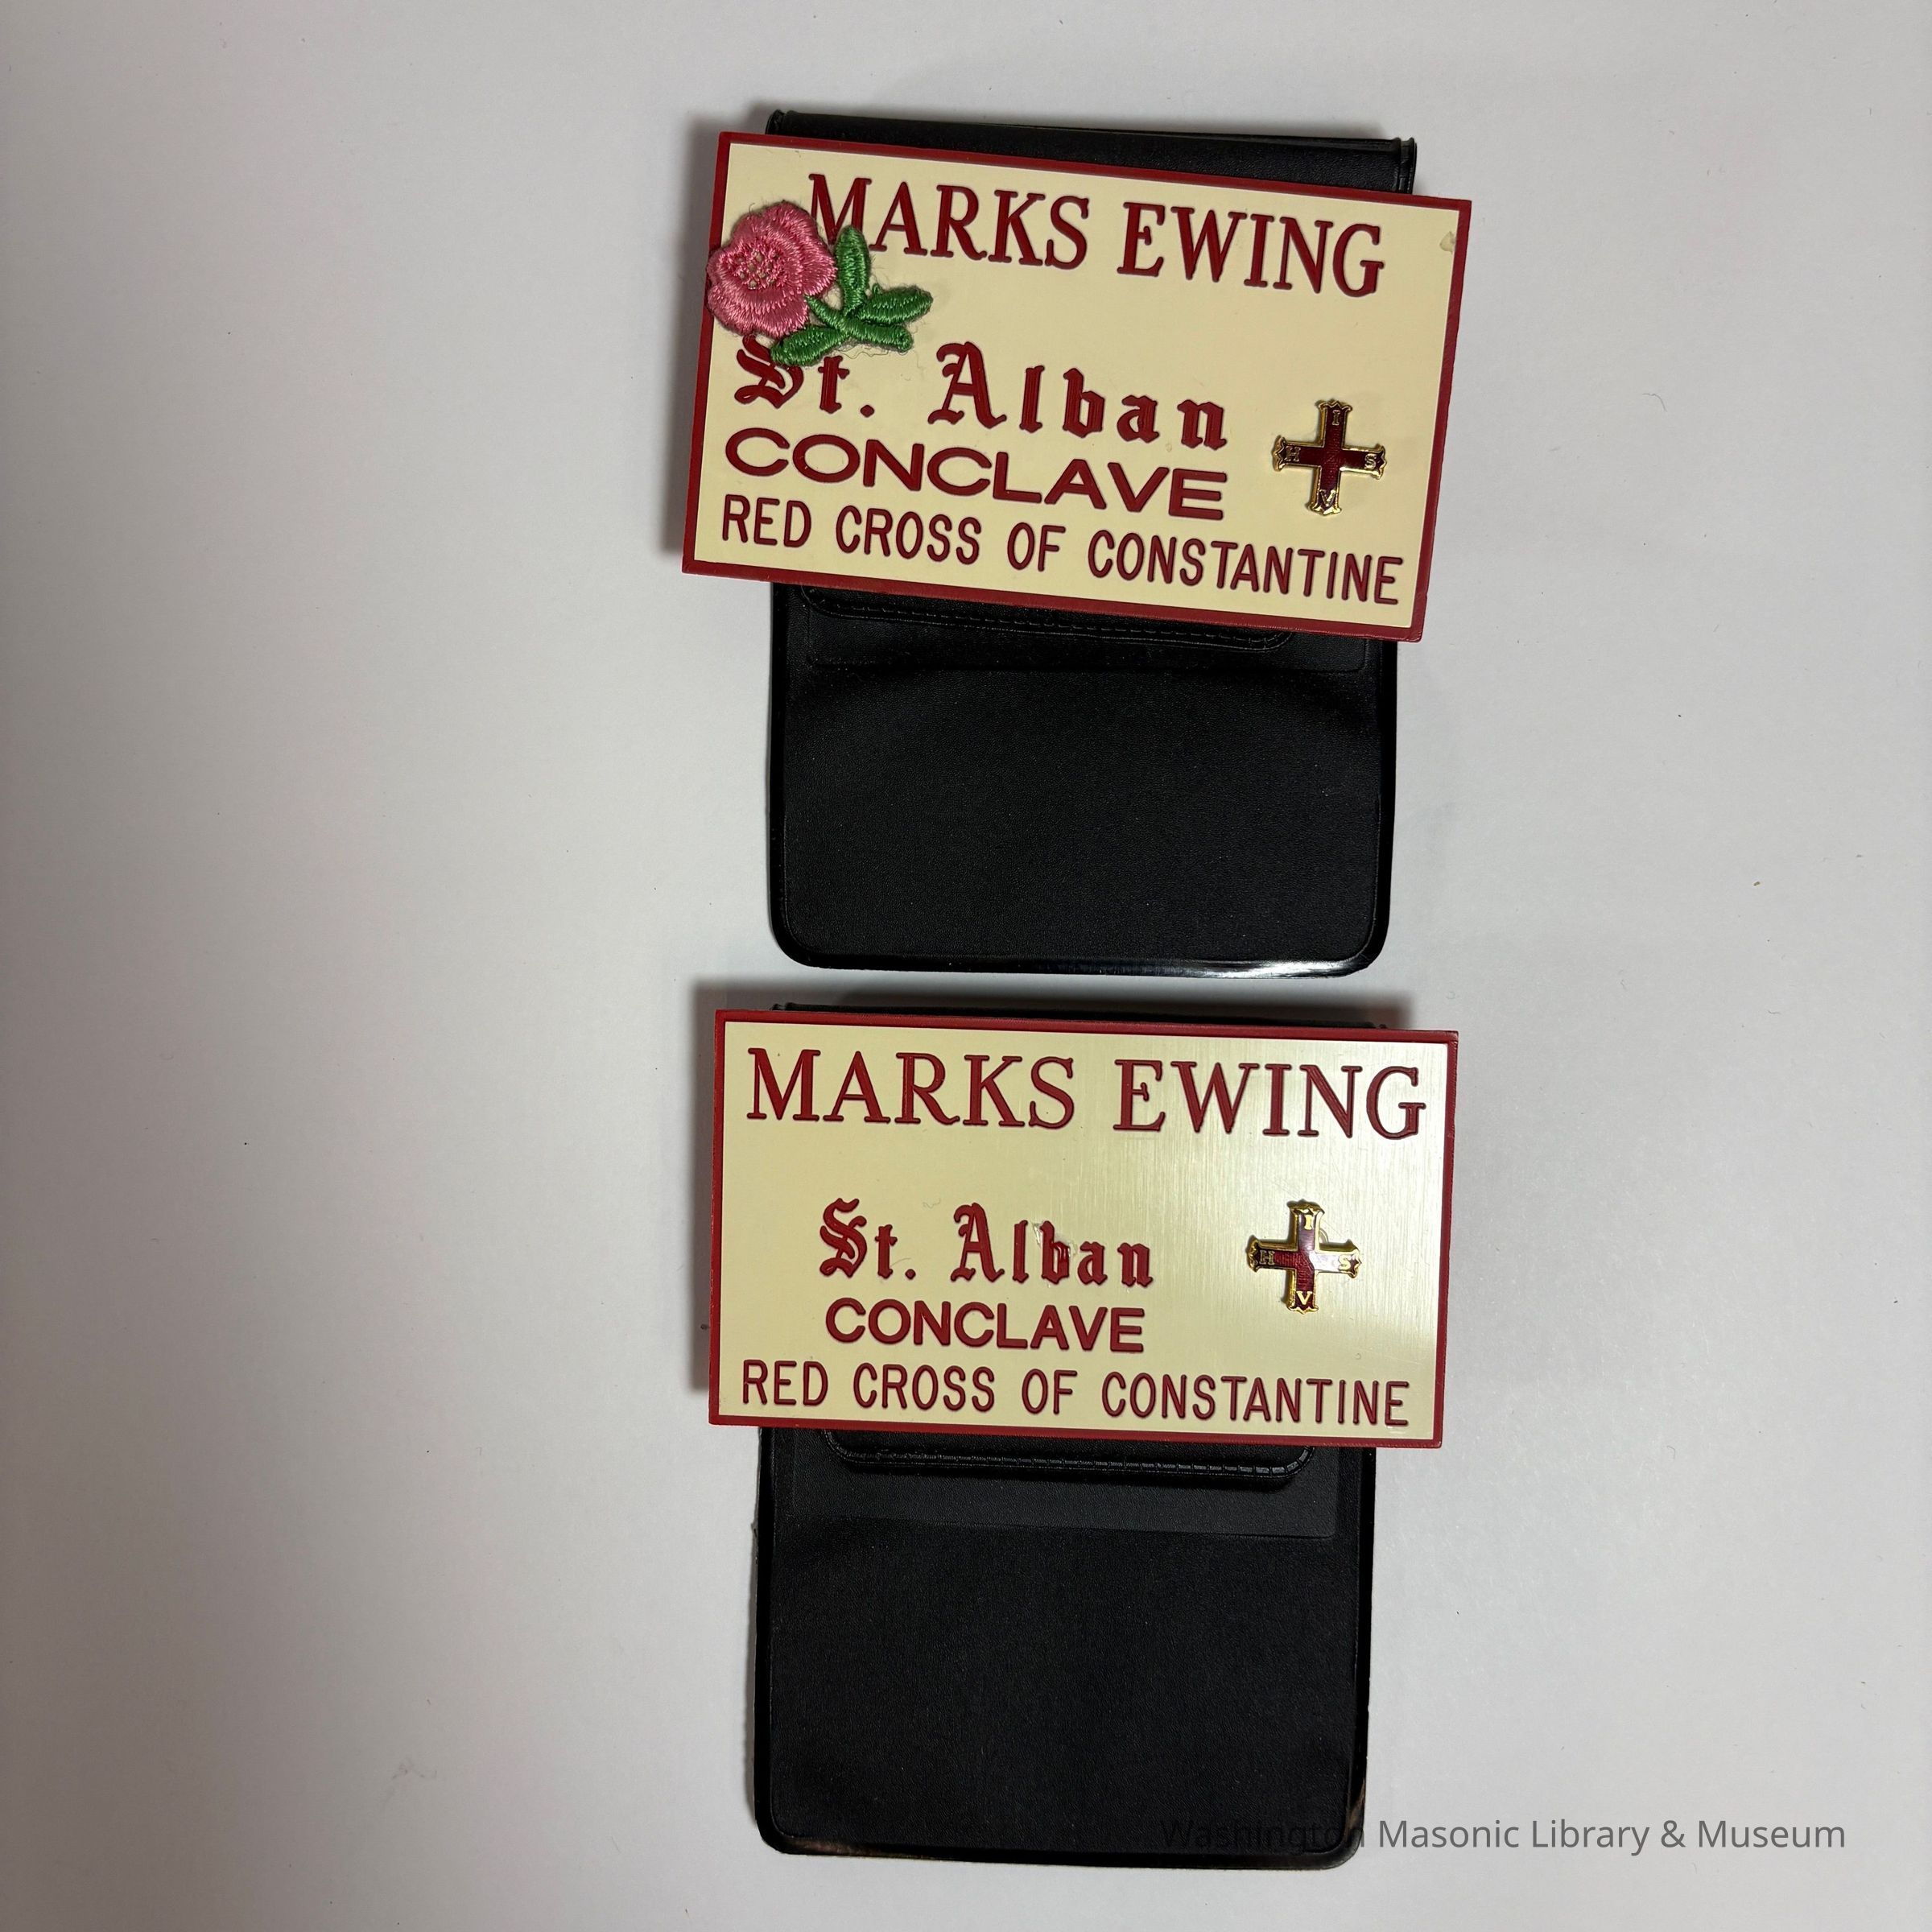 MARKS EWING
St. Alban
CONCLAVE
RED CROSS OF CONSTANTINE
I
H S
V
MARKS EWING
St. Alban
CONCLAVE
RED CROSS OF CONSTANTINE
I
H S
V
Washington Masonic Library & Museum